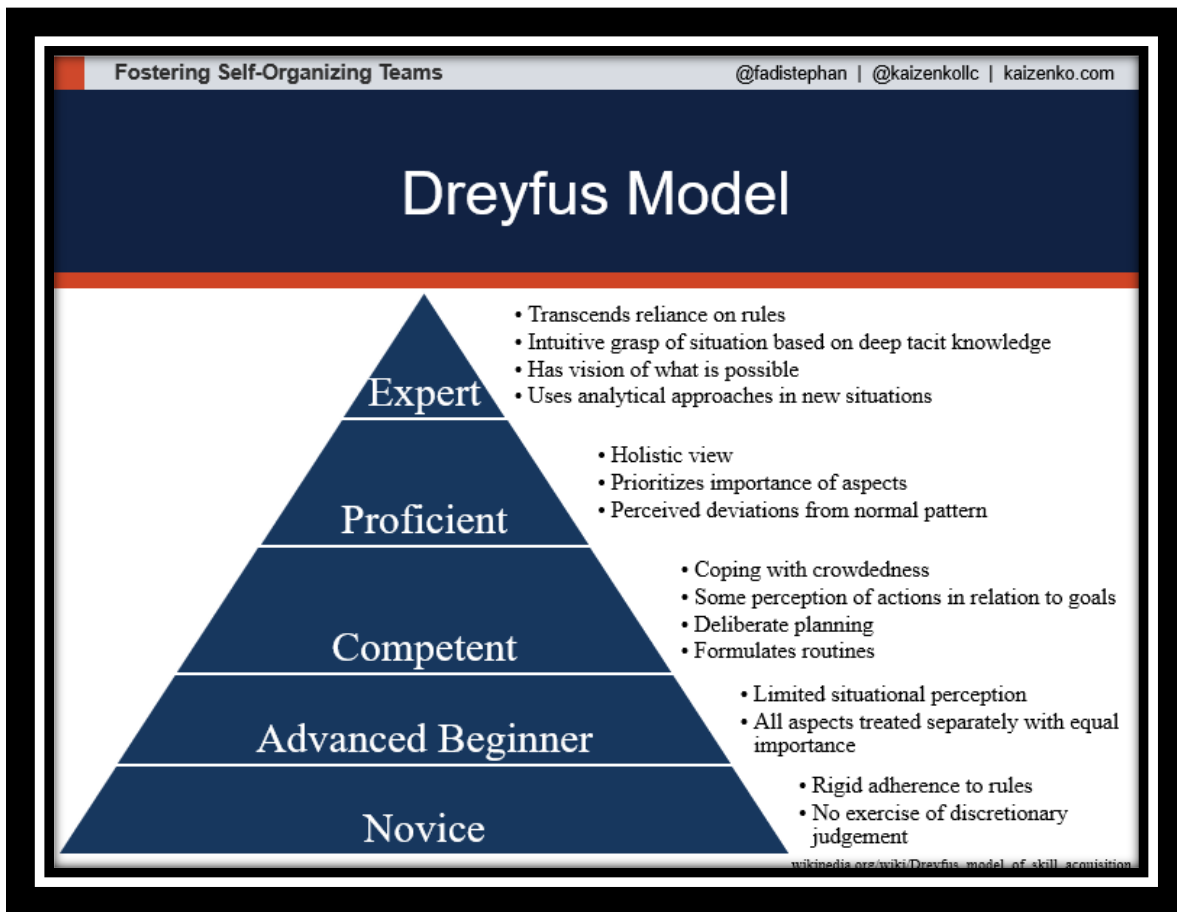 Fostering Self-Organizing Teams
@fadistephan | @kaizenkollc | kaizenko.com
Dreyfus Model
Expert
• Transcends reliance on rules
• Intuitive grasp of situation based on deep tacit knowledge
• Has vision of what is possible
• Uses analytical approaches in new situations
Proficient
• Holistic view
• Prioritizes importance of aspects
• Perceived deviations from normal pattern
Competent
• Coping with crowdedness
• Some perception of actions in relation to goals
• Deliberate planning
• Formulates routines
Advanced Beginner
• Limited situational perception
• All aspects treated separately with equal
importance
Novice
• Rigid adherence to rules
• No exercise of discretionary
judgement
wikipedia.org/wiki/Dreyfus_model_of_skill_acquisition